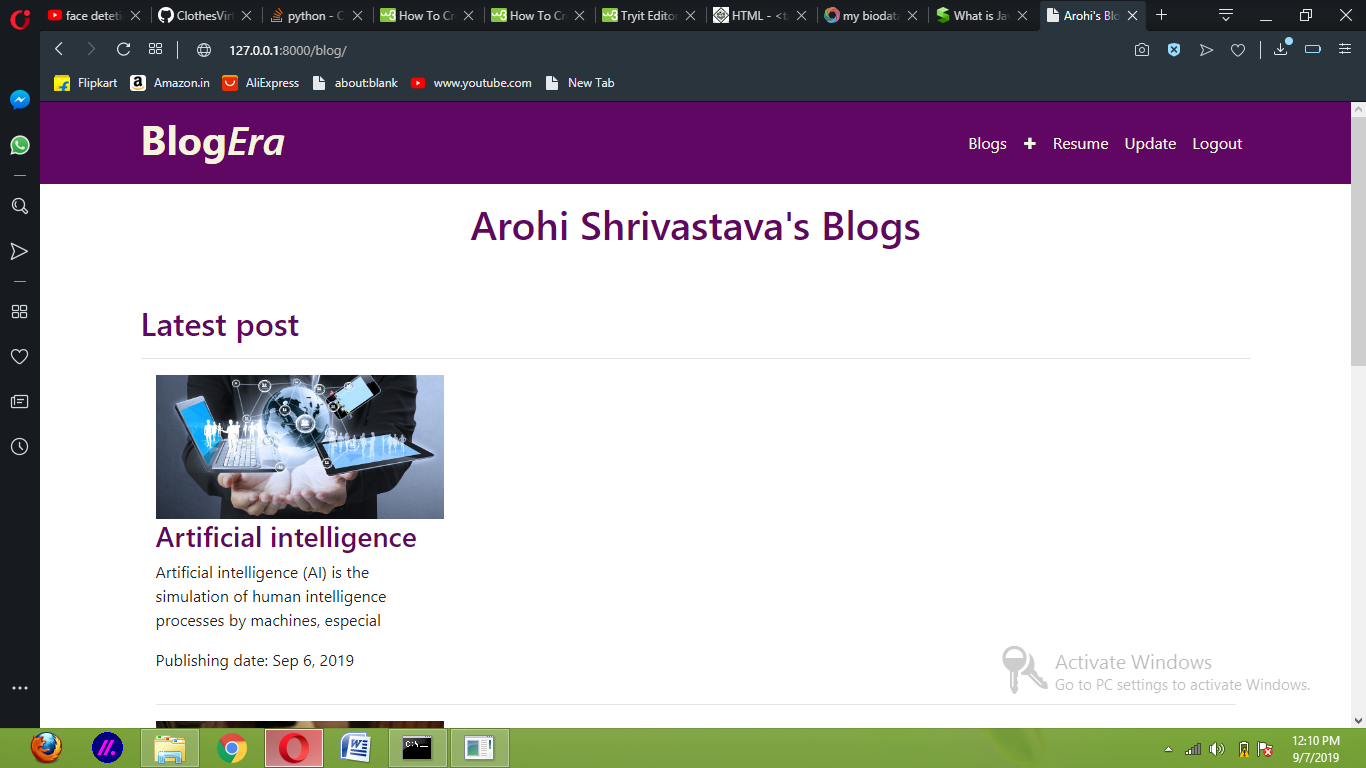 face deteti
ClothesVirt
python - G
How To Cr
How To Cr
Tryit Editor
HTML - <t
my biodata
What is Ja
Arohi's Blo
127.0.0.1:8000/blog/
Flipkart
Amazon.in
AliExpress
about:blank
www.youtube.com
New Tab
BlogEra
Blogs + Resume Update Logout
Arohi Shrivastava's Blogs
Latest post
Artificial intelligence
Artificial intelligence (AI) is the
simulation of human intelligence
processes by machines, especial
Publishing date: Sep 6, 2019
Activate Windows
Go to PC settings to activate Windows.
12:10 PM
9/7/2019